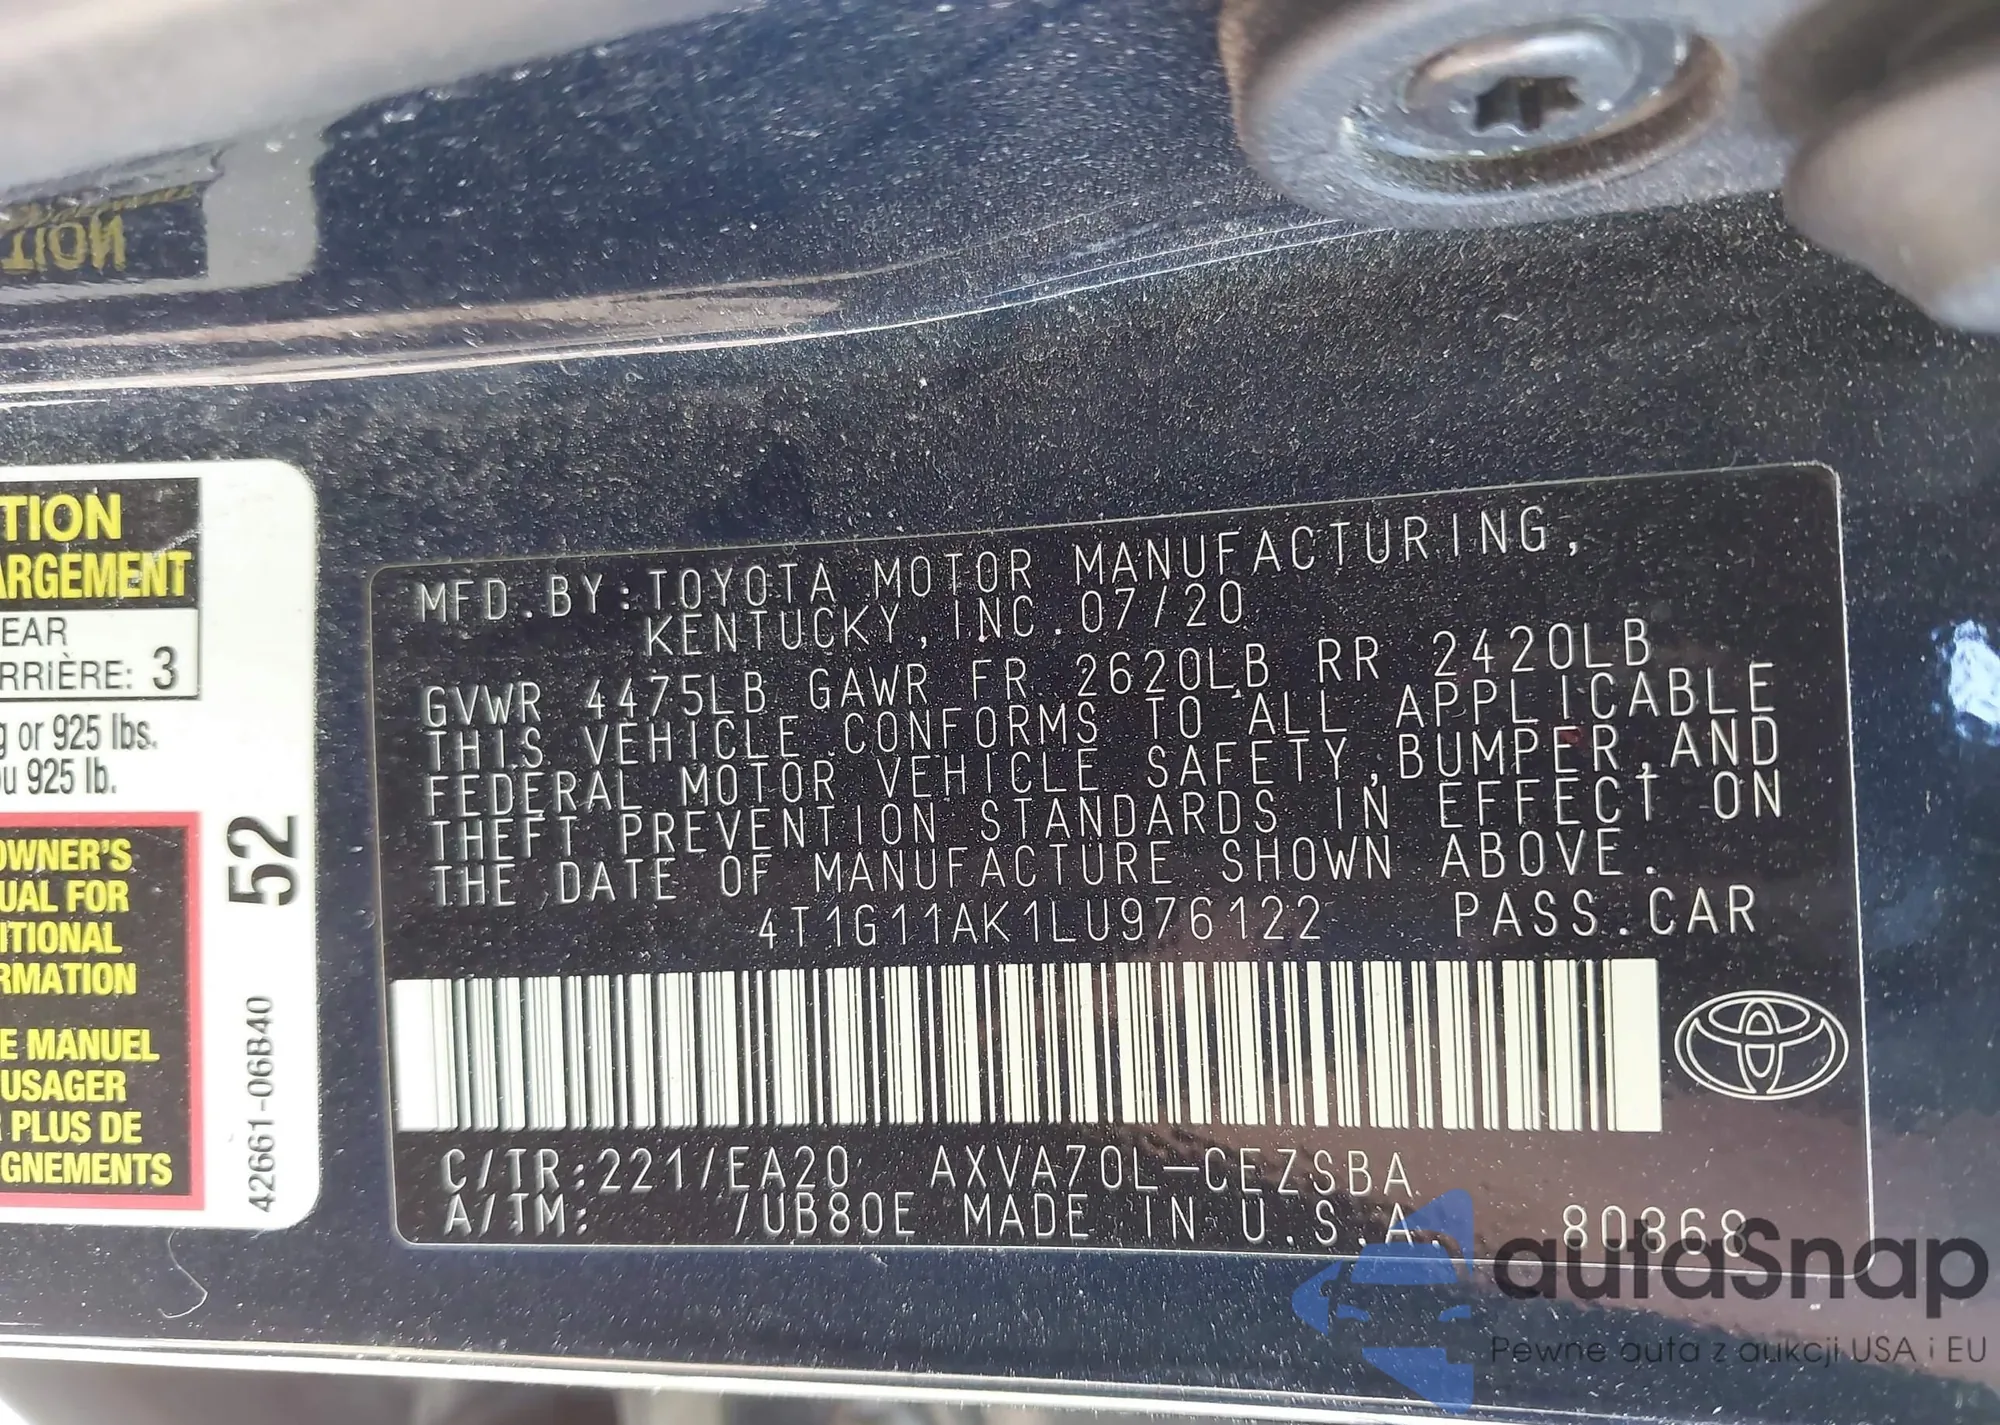 TION
ARGEMENT
EAR
RRIÈRE: 3
g or 925 lbs.
u 925 lb.
OWNER'S
UAL FOR
ITIONAL
RMATION
E MANUEL
USAGER
PLUS DE
GNEMENTS
52
42661-06B40
MFD.BY:TOYOTA MOTOR MANUFACTURING,
KENTUCKY, INC.07/20
GVWR 4475LB GAWR FR 2620LB RR 2420LB
THIS VEHICLE CONFORMS TO ALL APPLICABLE
FEDERAL MOTOR VEHICLE SAFETY,BUMPER,AND
THEFT PREVENTION STANDARDS IN EFFECT ON
THE DATE OF MANUFACTURE SHOWN ABOVE.
4T1G11AK1LU976122 PASS.CAR
C/TR:221/EA20 AXVA70L-CEZSBA
A/TM: /UB80E MADE IN U.S.A. 80868
autaSnap
Pewne auta z aukcji USA i EU